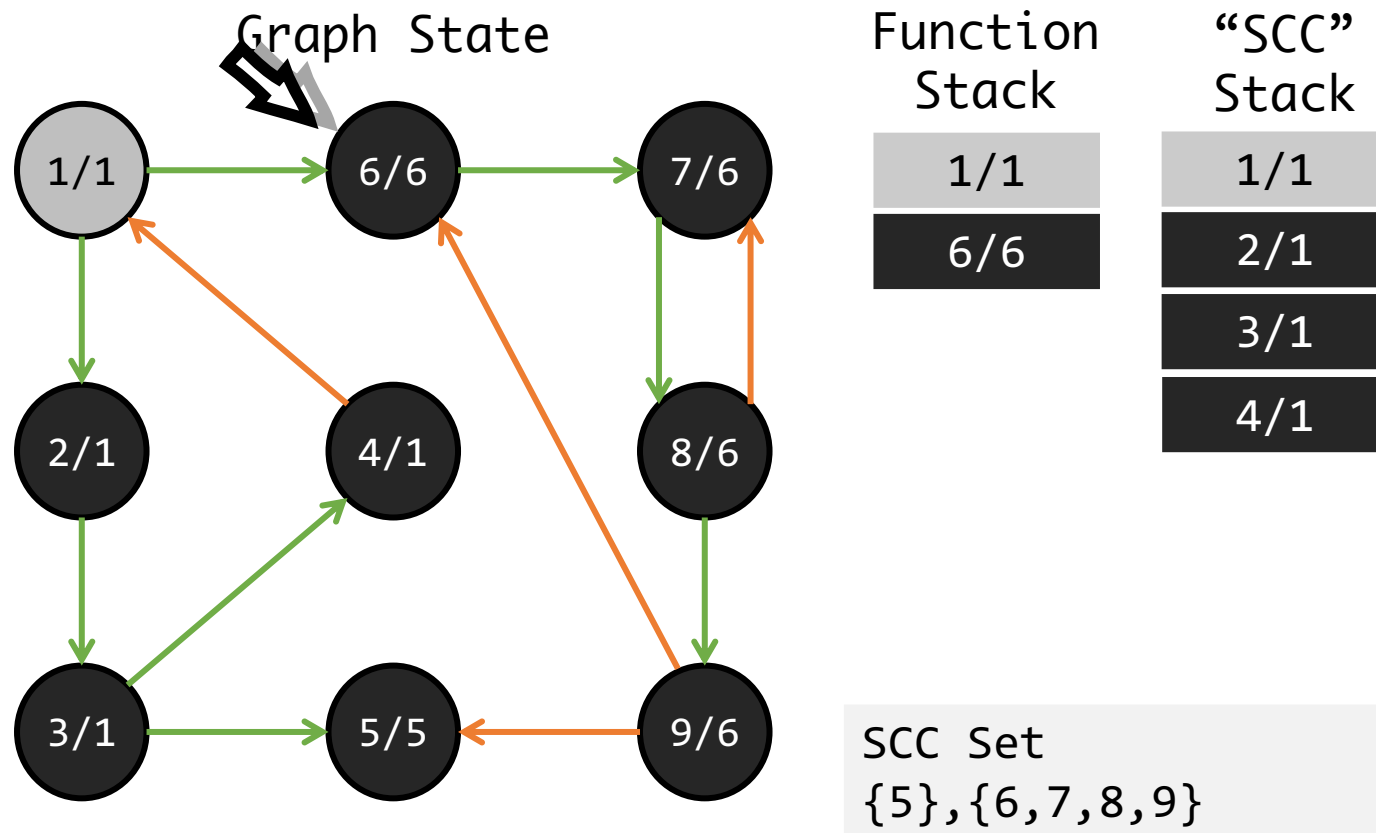 Graph State
Function
Stack
“SCC”
Stack
1/1
6/6
7/6
2/1
4/1
8/6
3/1
5/5
9/6
1/1
6/6
1/1
2/1
3/1
4/1
SCC Set
{5},{6,7,8,9}